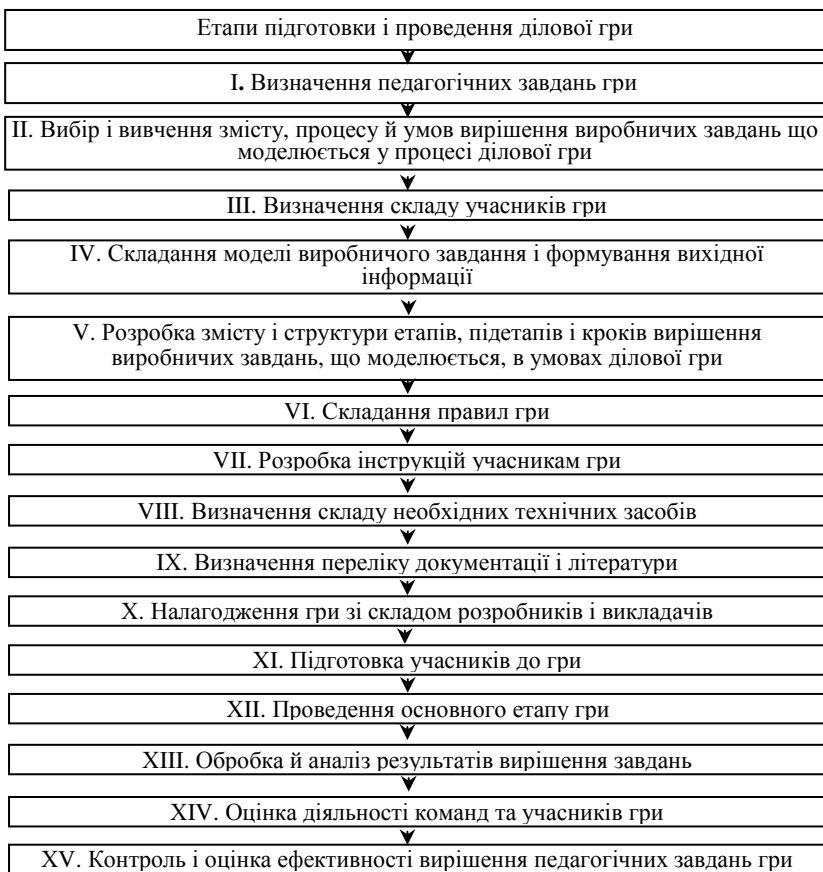 Етапи підготовки і проведення ділової гри
І. Визначення педагогічних завдань гри
ІІ. Вибір і вивчення змісту, процесу й умов вирішення виробничих завдань що
моделюється у процесі ділової гри
ІІІ. Визначення складу учасників гри
IV. Складання моделі виробничого завдання і формування вихідної
інформації
V. Розробка змісту і структури етапів, підетапів і кроків вирішення
виробничих завдань, що моделюється, в умовах ділової гри
VI. Складання правил гри
VII. Розробка інструкцій учасникам гри
VIII. Визначення складу необхідних технічних засобів
IX. Визначення переліку документації і літератури
X. Налагодження гри зі складом розробників і викладачів
XI. Підготовка учасників до гри
XII. Проведення основного етапу гри
XIII. Обробка й аналіз результатів вирішення завдань
XIV. Оцінка діяльності команд та учасників гри
XV. Контроль і оцінка ефективності вирішення педагогічних завдань гри